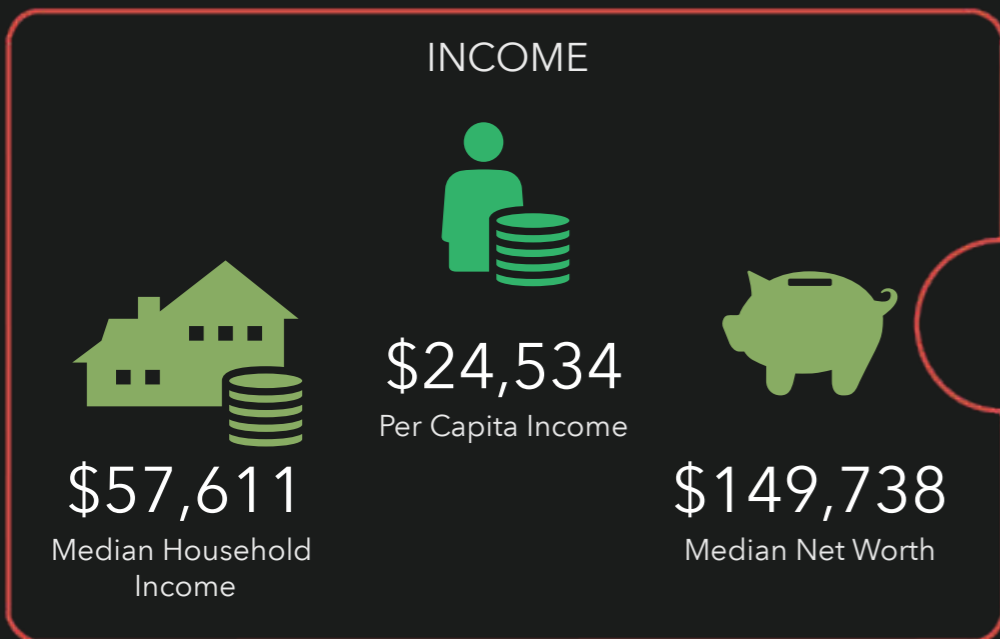 INCOME
$57,611
Median Household
Income
$24,534
Per Capita Income
$149,738
Median Net Worth